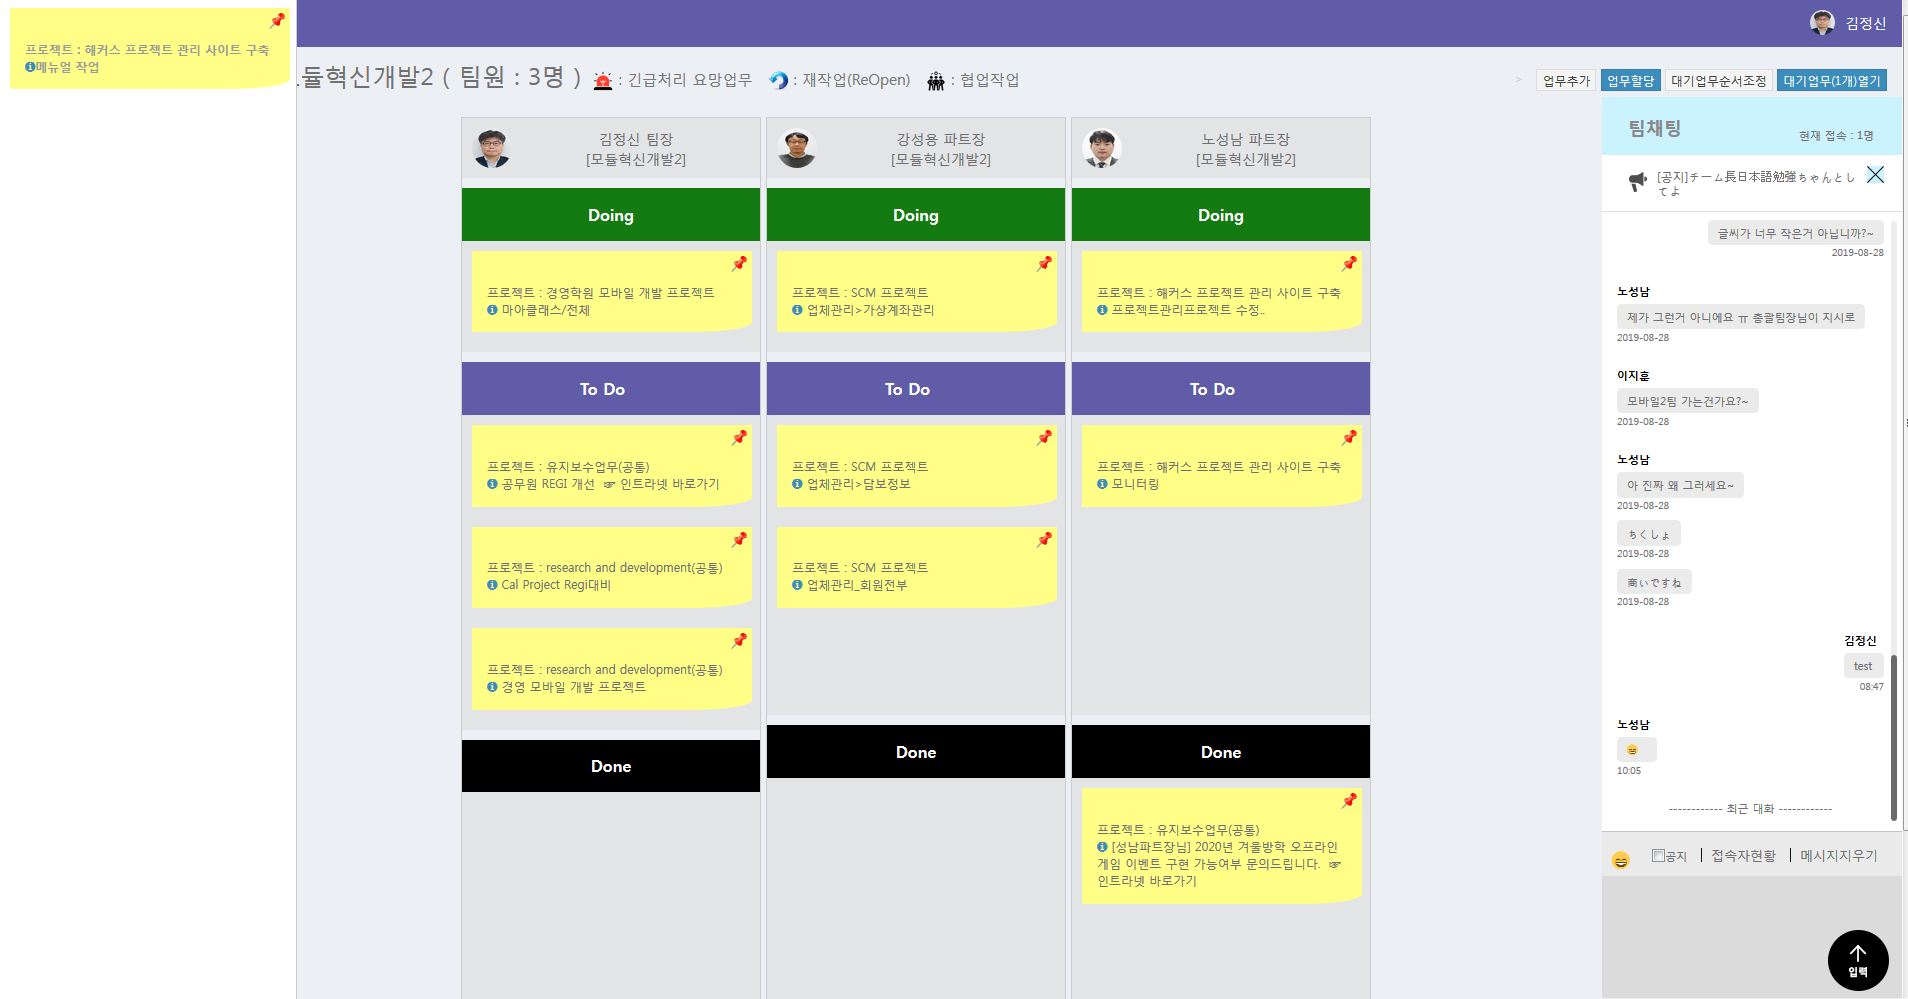 프로젝트 : 해커스 프로젝트 관리 사이트 구축
메뉴얼 작업
김정신
모듈혁신개발2 ( 팀원 : 3명 ) : 긴급처리 요망업무 : 재작업(ReOpen) : 협업작업
> 업무추가 업무할당 대기업무순서조정 대기업무(1개)열기
김정신 팀장
[모듈혁신개발2]
Doing
프로젝트 : 경영학원 모바일 개발 프로젝트
마아클래스/전체
To Do
프로젝트 : 유지보수업무(공통)
공무원 REGI 개선 ☞ 인트라넷 바로가기
프로젝트 : research and development(공통)
Cal Project Regi대비
프로젝트 : research and development(공통)
경영 모바일 개발 프로젝트
Done
강성용 파트장
[모듈혁신개발2]
Doing
프로젝트 : SCM 프로젝트
업체관리>가상계좌관리
To Do
프로젝트 : SCM 프로젝트
업체관리>담보정보
프로젝트 : SCM 프로젝트
업체관리_회원전부
Done
노성남 파트장
[모듈혁신개발2]
Doing
프로젝트 : 해커스 프로젝트 관리 사이트 구축
프로젝트관리프로젝트 수정..
To Do
프로젝트 : 해커스 프로젝트 관리 사이트 구축
모니터링
Done
프로젝트 : 유지보수업무(공통)
[성남파트장님] 2020년 겨울방학 오프라인
게임 이벤트 구현 가능여부 문의드립니다. ☞
인트라넷 바로가기
팀채팅
현재 접속 : 1명
[공지]チーム長日本語勉強ちゃんとし
てよ
글씨가 너무 작은거 아닙니까?~
2019-08-28
노성남
제가 그런거 아니에요 ㅠ 총괄팀장님이 지시로
2019-08-28
이지훈
모바일2팀 가는건가요?~
2019-08-28
노성남
아 진짜 왜 그러세요~
2019-08-28
ちくしょ
2019-08-28
商いですね
2019-08-28
김정신
test
08:47
노성남
😄
10:05
------------ 최근 대화 ------------
😄 공지 | 접속자현황 | 메시지지우기
입력